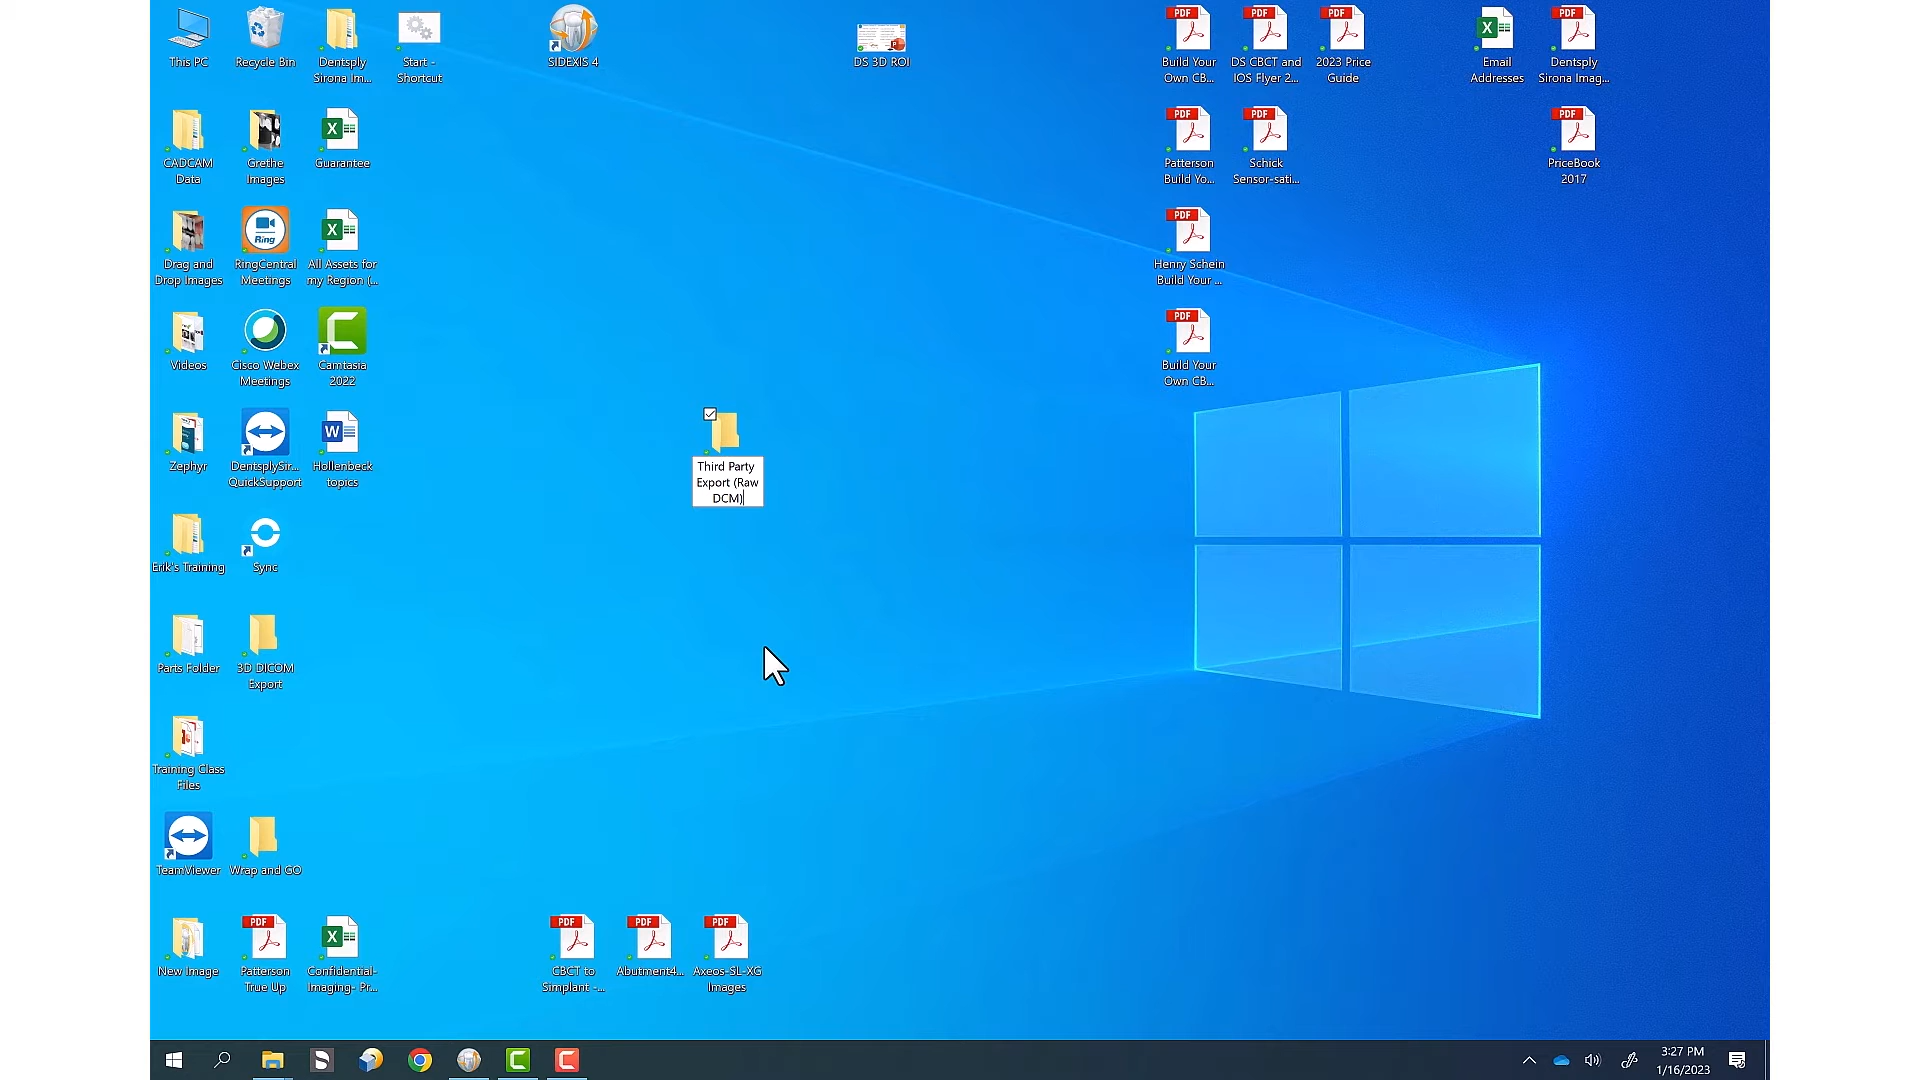 This PC
Recycle Bin
Dentsply
Sirona Im...
Start -
Shortcut
SIDEXIS 4
DS 3D ROI
PDF
Build Your
Own CB...
PDF
DS CBCT and
IOS Flyer 2...
PDF
2023 Price
Guide
Email
Addresses
PDF
Dentsply
Sirona Imag...
CADCAM
Data
Grethe
Images
Guarantee
PDF
Patterson
Build Yo...
PDF
Schick
Sensor-sati...
PDF
PriceBook
2017
Drag and
Drop Images
Ring
RingCentral
Meetings
All Assets for
my Region (...
PDF
Henry Schein
Build Your ...
Videos
Cisco Webex
Meetings
Camtasia
2022
PDF
Build Your
Own CB...
Zephyr
DentsplySir...
QuickSupport
Hollenbeck
topics
Third Party
Export (Raw
DCM)
Erik's Training
Sync
Parts Folder
3D DICOM
Export
Training Class
Files
TeamViewer
Wrap and GO
New Image
PDF
Patterson
True Up
Confidential-
Imaging- Pr...
PDF
CBCT to
Simplant -...
PDF
Abutment4...
PDF
Axeos-SL-XG
Images
3:27 PM
1/16/2023